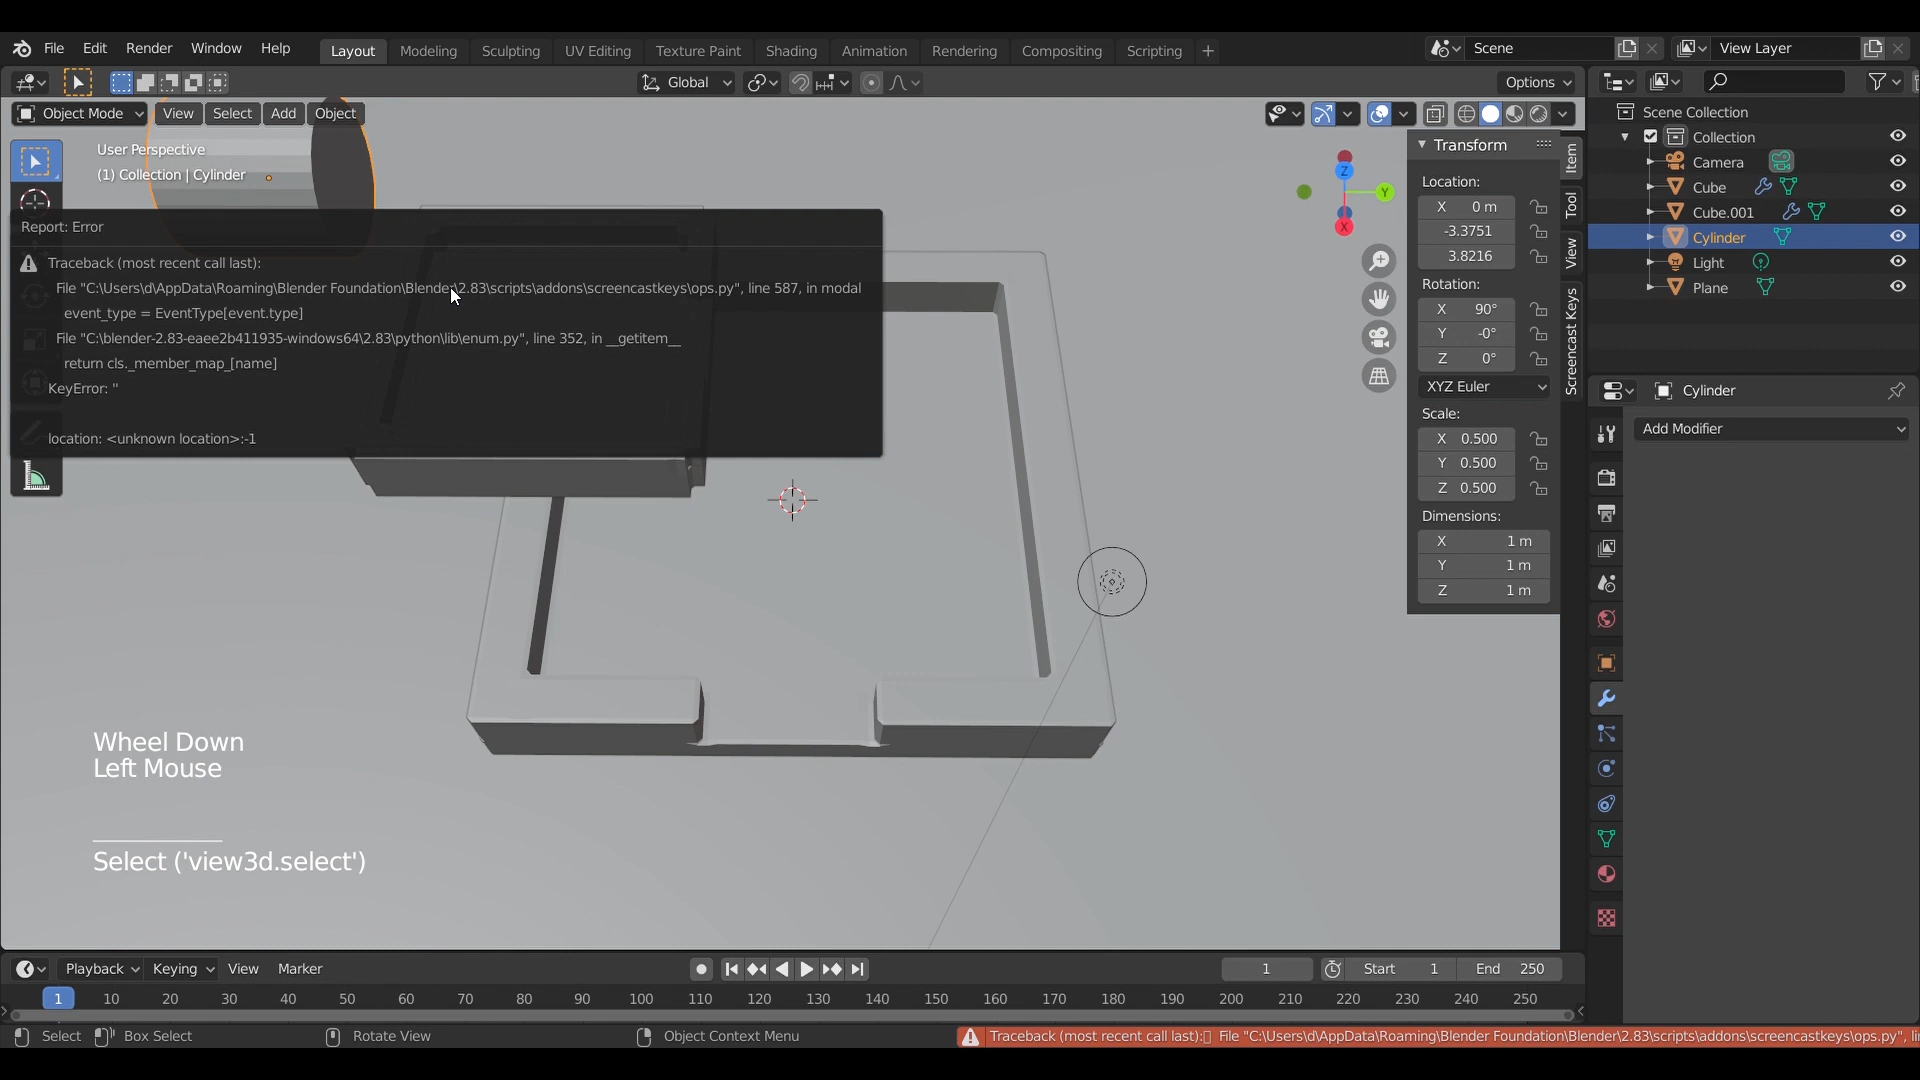 File Edit Render Window Help Layout Modeling Sculpting UV Editing Texture Paint Shading Animation Rendering Compositing Scripting + Scene View Layer
Global Options
Object Mode View Select Add Object
User Perspective
(1) Collection | Cylinder
Report: Error
Traceback (most recent call last):
File "C:\Users\d\AppData\Roaming\Blender Foundation\Blender\2.83\scripts\addons\screencastkeys\ops.py", line 587, in modal
event_type = EventType[event.type]
File "C:\blender-2.83-eaee2b411935-windows64\2.83\python\lib\enum.py", line 352, in __getitem__
return cls._member_map_[name]
KeyError: ''
location: <unknown location>:-1
Z
Y
X
Transform
Location:
X 0 m
-3.3751
3.8216
Rotation:
X 90°
Y -0°
Z 0°
XYZ Euler
Scale:
X 0.500
Y 0.500
Z 0.500
Dimensions:
X 1 m
Y 1 m
Z 1 m
Item
Tool
View
Screencast Keys
Scene Collection
Collection
Camera
Cube
Cube.001
Cylinder
Light
Plane
Cylinder
Add Modifier
Wheel Down
Left Mouse
Select ('view3d.select')
Playback Keying View Marker 1 Start 1 End 250
1 10 20 30 40 50 60 70 80 90 100 110 120 130 140 150 160 170 180 190 200 210 220 230 240 250
Select Box Select Rotate View Object Context Menu Traceback (most recent call last): File "C:\Users\d\AppData\Roaming\Blender Foundation\Blender\2.83\scripts\addons\screencastkeys\ops.py", li